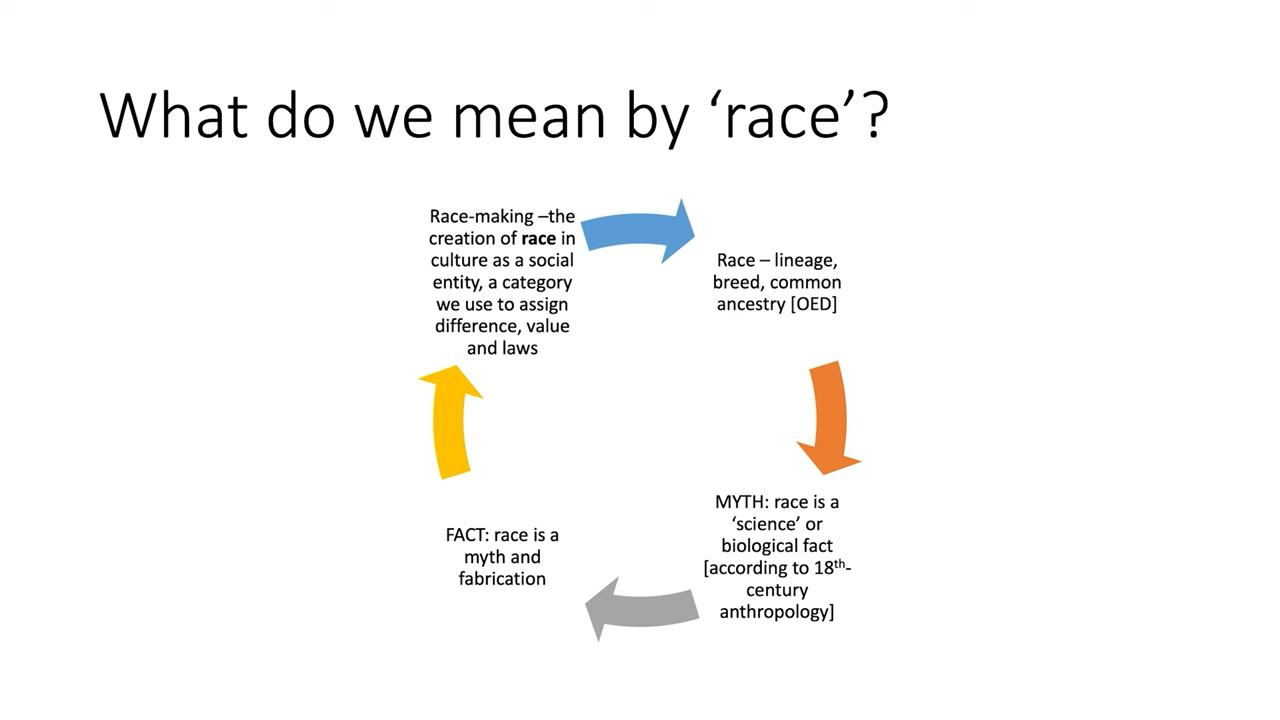 What do we mean by ‘race’?
Race-making –the
creation of race in
culture as a social
entity, a category
we use to assign
difference, value
and laws
Race – lineage,
breed, common
ancestry [OED]
MYTH: race is a
‘science’ or
biological fact
[according to 18th-
century
anthropology]
FACT: race is a
myth and
fabrication